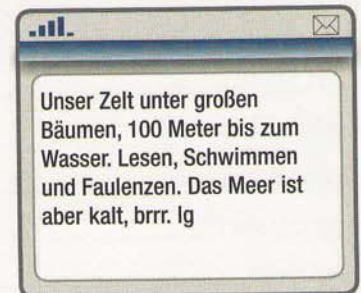 Unser Zelt unter großen
Bäumen, 100 Meter bis zum
Wasser. Lesen, Schwimmen
und Faulenzen. Das Meer ist
aber kalt, brrr. lg